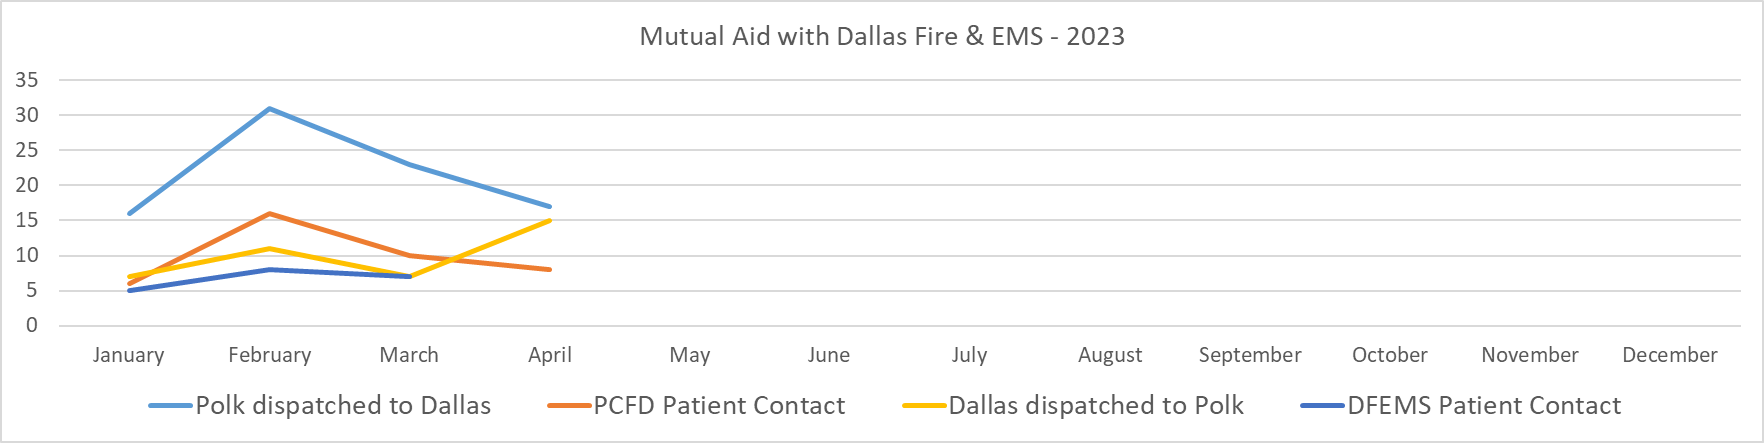 Mutual Aid with Dallas Fire & EMS - 2023
35
30
25
20
15
10
5
0
January February March April May June July August September October November December
Polk dispatched to Dallas PCFD Patient Contact Dallas dispatched to Polk DFEMS Patient Contact